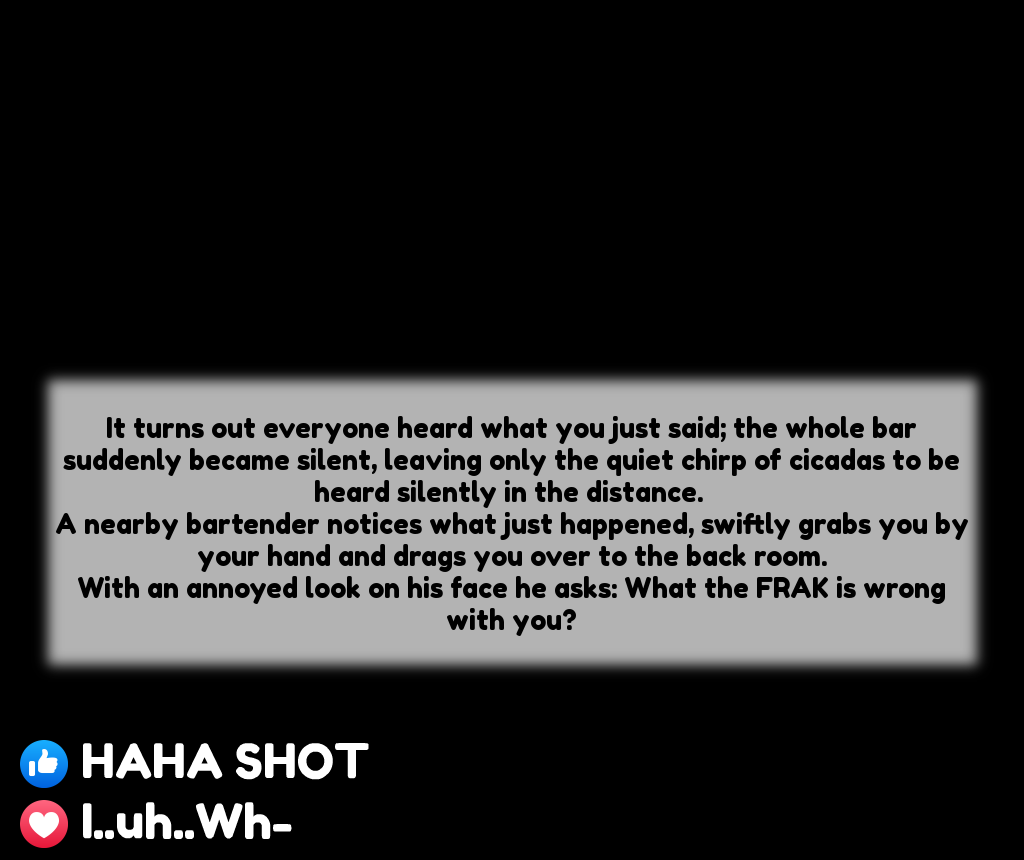 It turns out everyone heard what you just said; the whole bar
suddenly became silent, leaving only the quiet chirp of cicadas to be
heard silently in the distance.
A nearby bartender notices what just happened, swiftly grabs you by
your hand and drags you over to the back room.
With an annoyed look on his face he asks: What the FRAK is wrong
with you?
HAHA SHOT
I..uh..Wh-